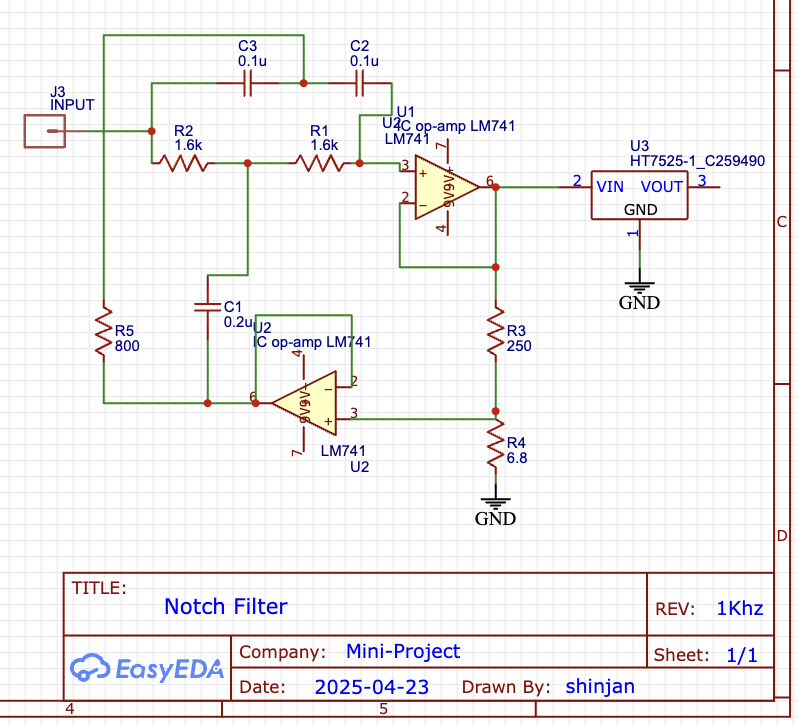 C3
0.1u
C2
0.1u
J3
INPUT
R2
1.6k
R1
1.6k
U1
IC op-amp LM741
U2
LM741
7
3
+
2
−
6
9V9V
+
-
4
U3
HT7525-1_C259490
2
VIN
VOUT
3
GND
1
GND
C
R5
800
C1
0.2u
U2
IC op-amp LM741
4
2
−
6
9V9V
3
+
7
LM741
U2
R3
250
R4
6.8
GND
D
TITLE:
Notch Filter
REV: 1Khz
EasyEDA
Company: Mini-Project
Sheet: 1/1
Date: 2025-04-23 Drawn By: shinjan
4
5